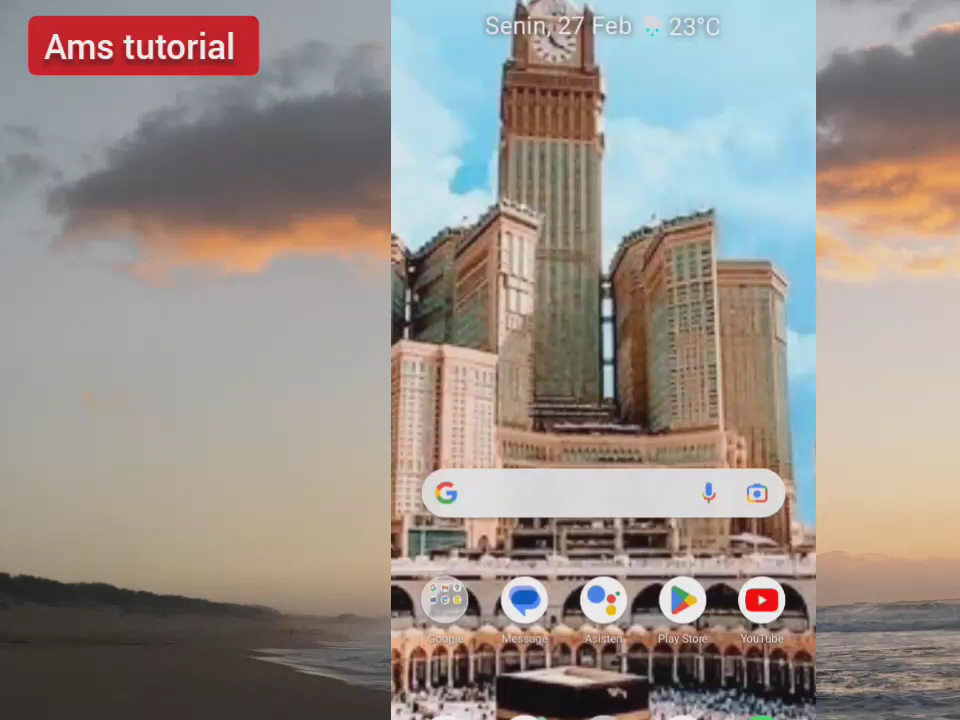 Ams tutorial
Senin, 27 Feb 23°C
Google Message Asisten Play Store YouTube